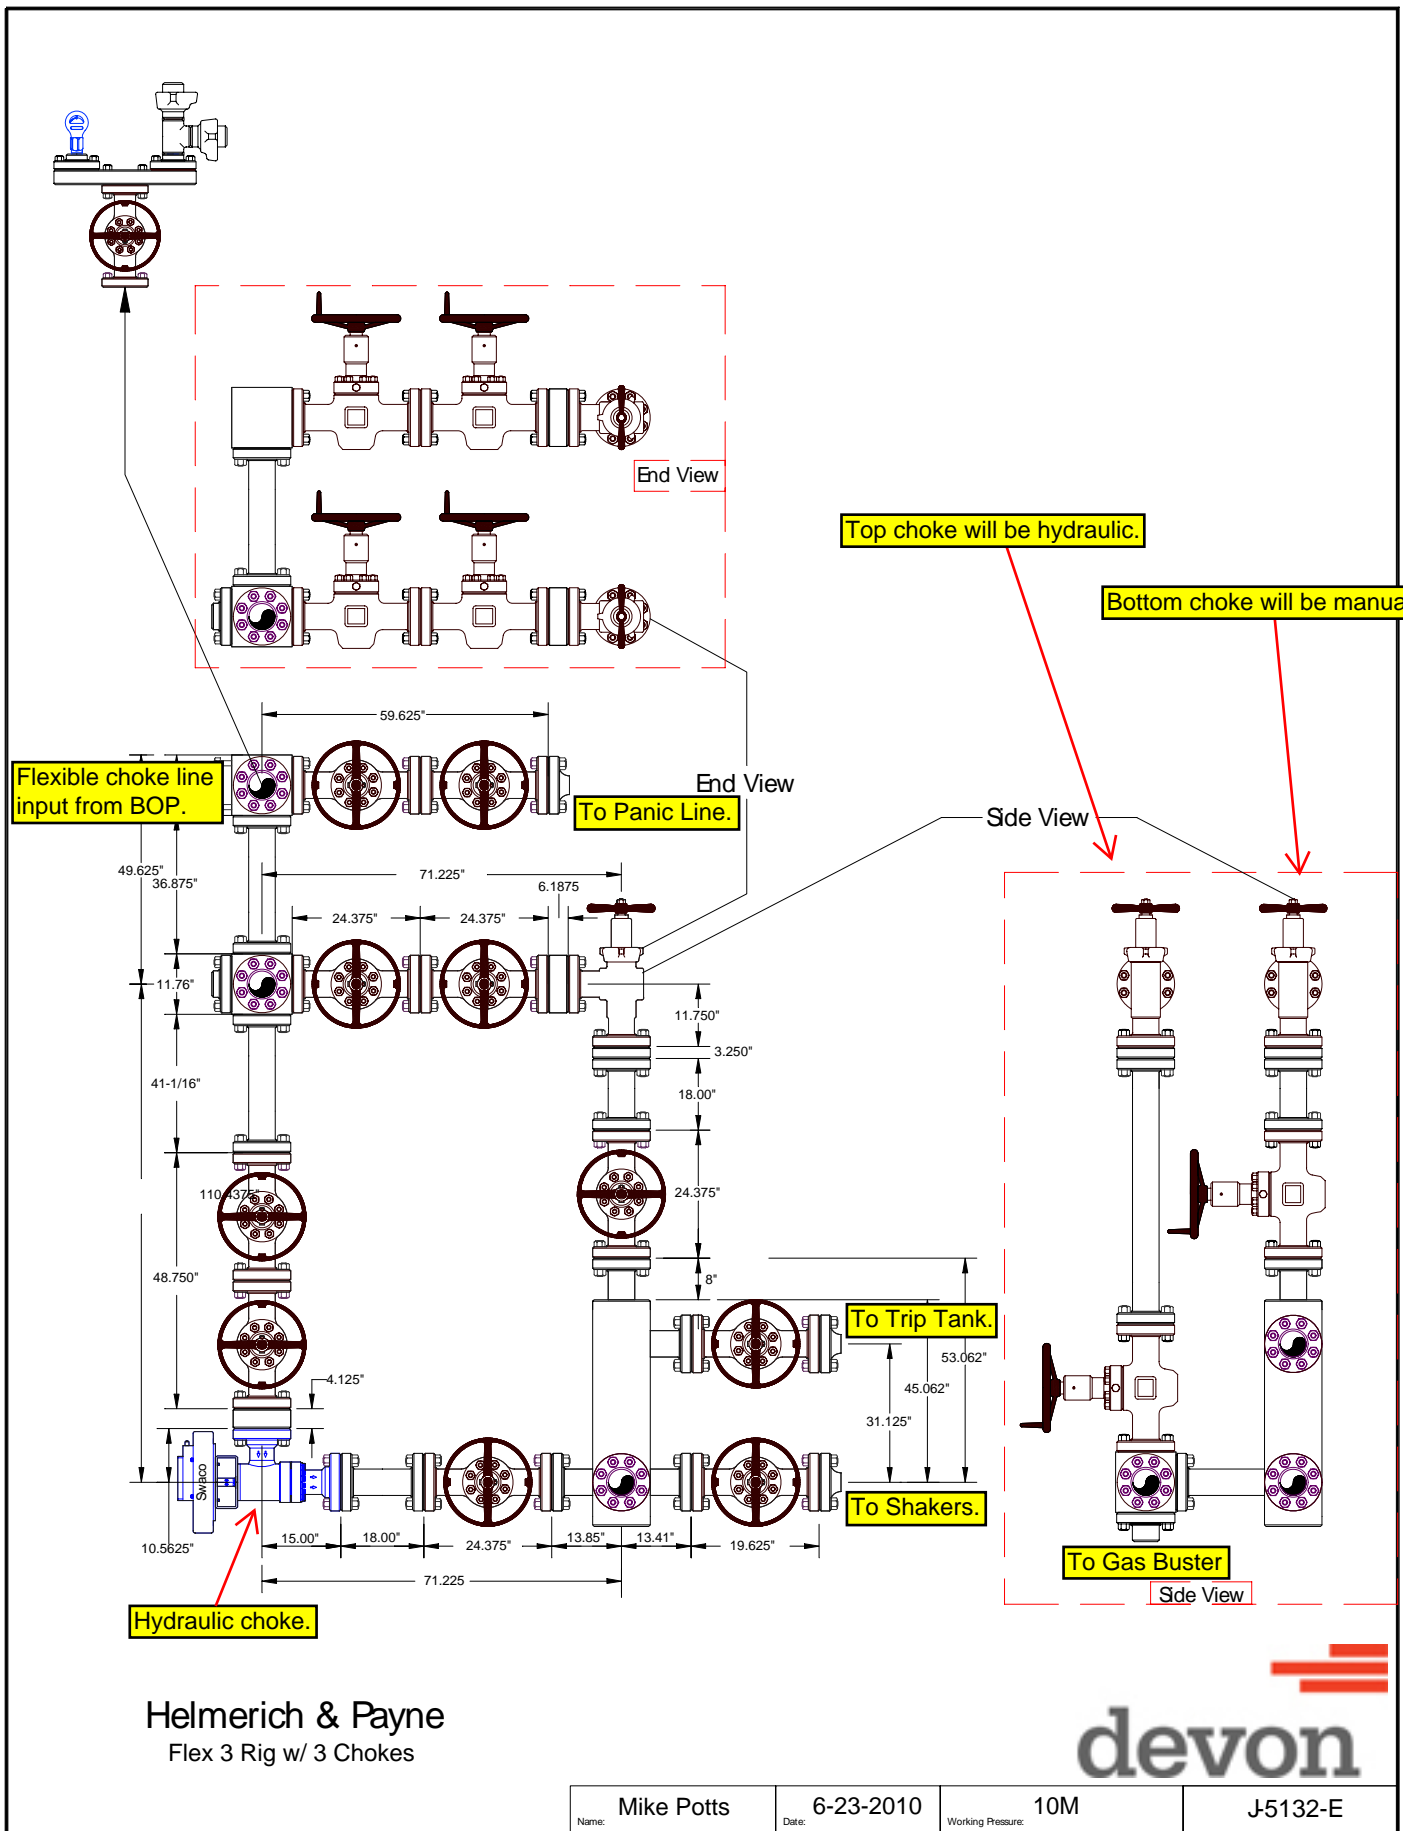 End View
Top choke will be hydraulic.
Bottom choke will be manua
59.625"
Flexible choke line
input from BOP.
End View
To Panic Line.
Side View
49.625"
36.875"
71.225"
6.1875
24.375"
24.375"
11.76"
11.750"
3.250"
41-1/16"
18.00"
110.4375"
24.375"
48.750"
8"
To Trip Tank.
53.062"
4.125"
45.062"
31.125"
Swaco
To Shakers.
10.5625"
15.00"
18.00"
24.375"
13.85"
13.41"
19.625"
To Gas Buster
71.225
Side View
Hydraulic choke.
Helmerich & Payne
Flex 3 Rig w/ 3 Chokes
devon
Name: Mike Potts
Date: 6-23-2010
Working Pressure: 10M
J-5132-E